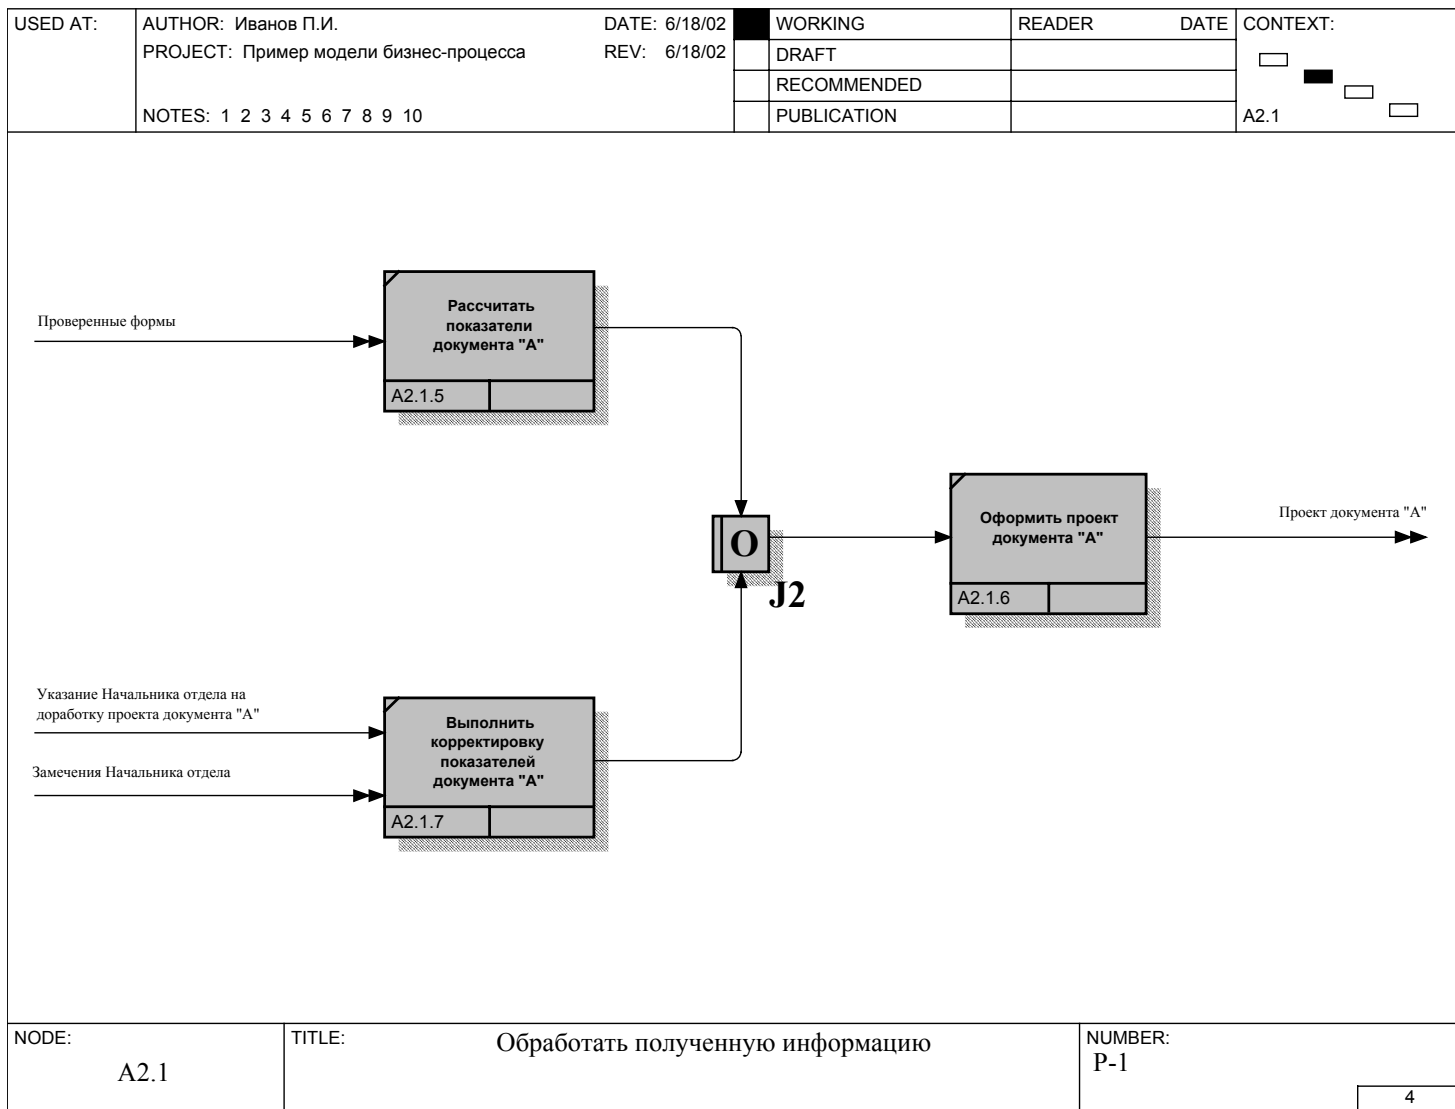 USED AT:
AUTHOR: Иванов П.И.
DATE: 6/18/02
WORKING
READER
DATE
CONTEXT:
PROJECT: Пример модели бизнес-процесса
REV: 6/18/02
DRAFT
RECOMMENDED
NOTES: 1 2 3 4 5 6 7 8 9 10
PUBLICATION
A2.1
Проверенные формы
Рассчитать
показатели
документа "А"
A2.1.5
O
J2
Оформить проект
документа "А"
A2.1.6
Проект документа "А"
Указание Начальника отдела на
доработку проекта документа "А"
Замечения Начальника отдела
Выполнить
корректировку
показателей
документа "А"
A2.1.7
NODE:
A2.1
TITLE:
Обработать полученную информацию
NUMBER:
P-1
4